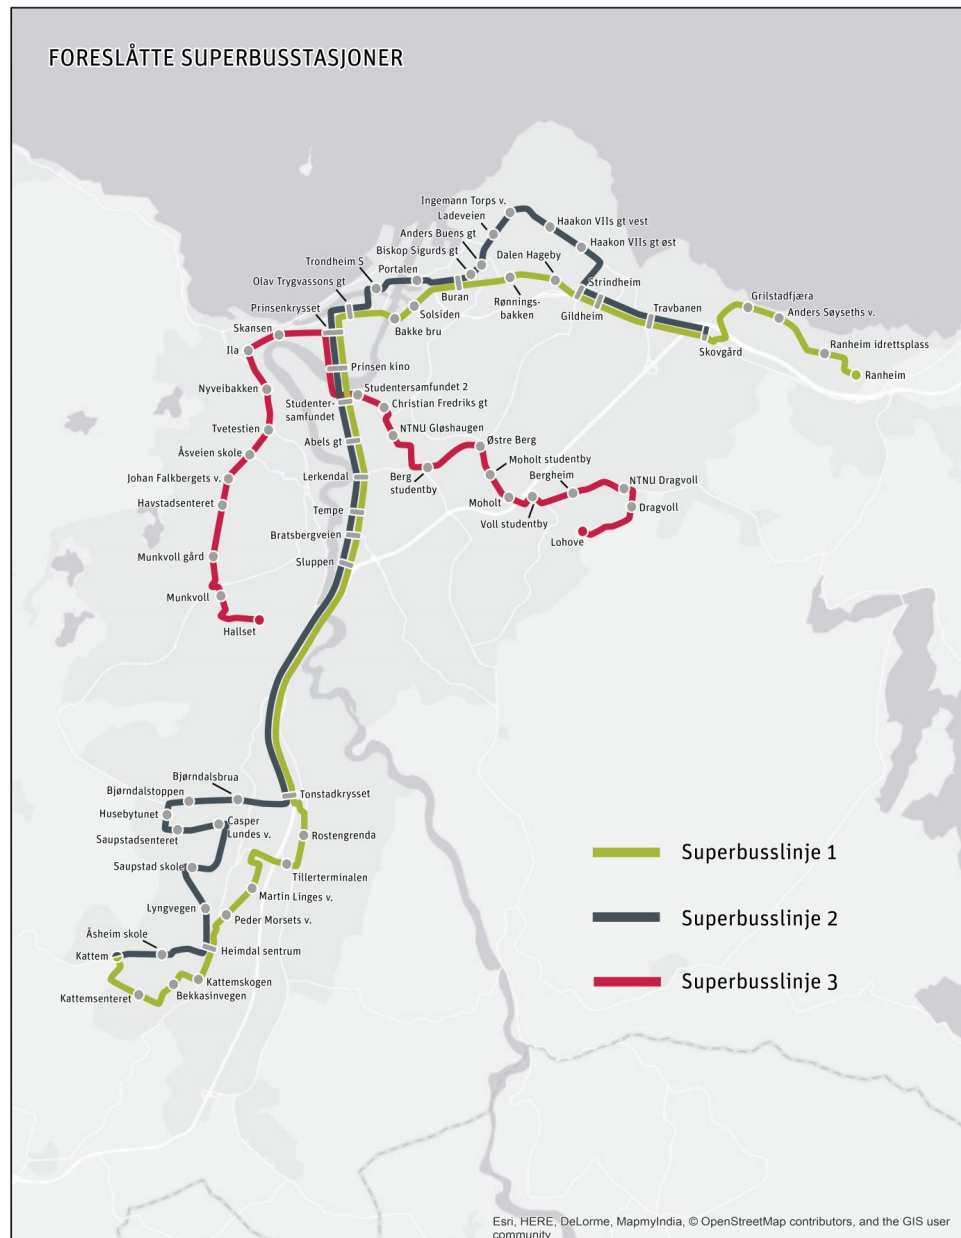 FORESLÅTTE SUPERBUSSTASJONER
Ingemann Torps v.
Ladeveien
Haakon VIIs gt vest
Anders Buens gt
Haakon VIIs gt øst
Biskop Sigurds gt
Dalen Hageby
Trondheim S
Portalen
Olav Trygvassons gt
Strindheim
Buran
Grilstadfjæra
Prinsenkrysset
Solsiden
Rønnings-
bakken
Gildheim
Travbanen
Anders Søyseths v.
Skansen
Bakke bru
Ranheim idrettsplass
Ila
Skovgård
Prinsen kino
Ranheim
Nyveibakken
Studentersamfundet 2
Studenter-
samfundet
Christian Fredriks gt
Tvetestien
NTNU Gløshaugen
Abels gt
Østre Berg
Åsveien skole
Moholt studentby
Johan Falkbergets v.
Lerkendal
Berg
studentby
Bergheim
NTNU Dragvoll
Havstadsenteret
Moholt
Dragvoll
Tempe
Voll studentby
Bratsbergveien
Lohove
Munkvoll gård
Sluppen
Munkvoll
Hallset
Bjørndalsbrua
Bjørndalstoppen
Tonstadkrysset
Husebytunet
Casper
Lundes v.
Saupstadsenteret
Rostengrenda
Saupstad skole
Tillerterminalen
Martin Linges v.
Lyngvegen
Peder Morsets v.
Åsheim skole
Heimdal sentrum
Kattem
Kattemskogen
Kattemsenteret
Bekkasinvegen
Superbusslinje 1
Superbusslinje 2
Superbusslinje 3
Esri, HERE, DeLorme, MapmyIndia, © OpenStreetMap contributors, and the GIS user
community